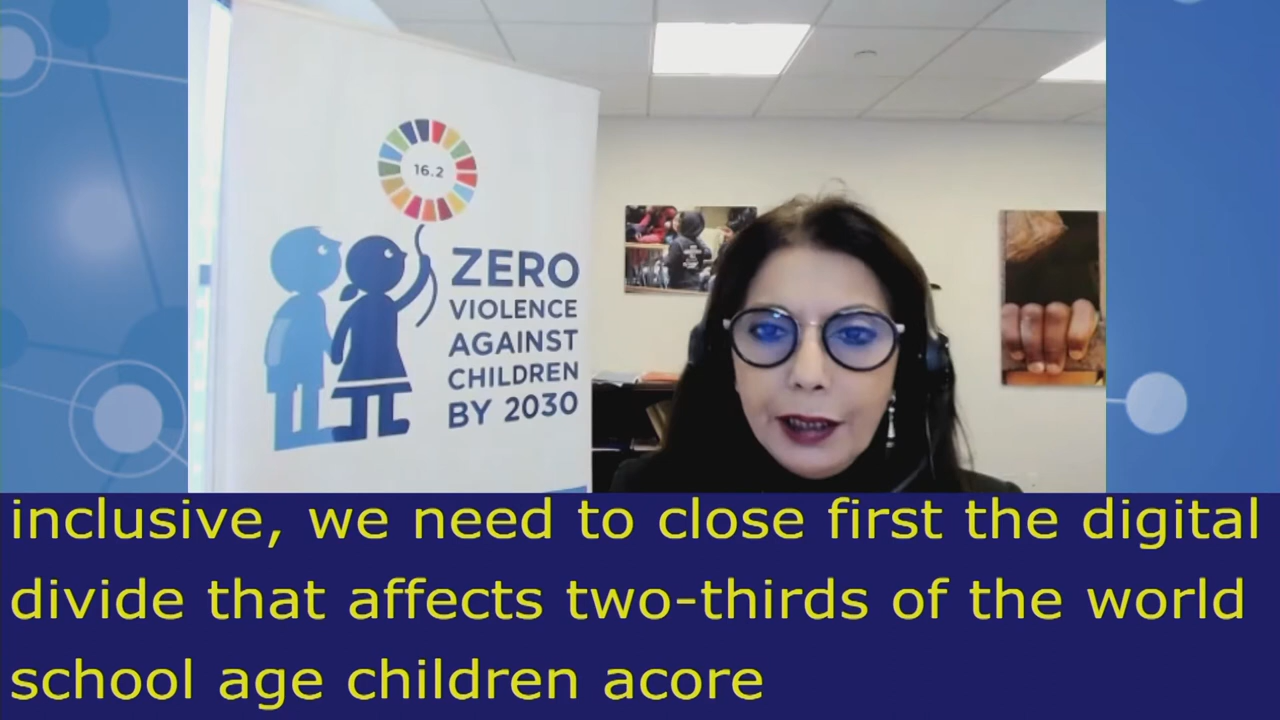 16.2
ZERO
VIOLENCE
AGAINST
CHILDREN
BY 2030
inclusive, we need to close first the digital
divide that affects two-thirds of the world
school age children acore